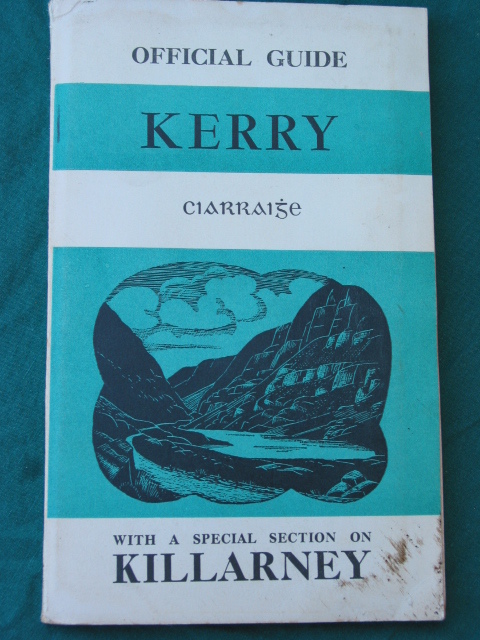 OFFICIAL GUIDE
KERRY
CIARRAIĠE
WITH A SPECIAL SECTION ON
KILLARNEY